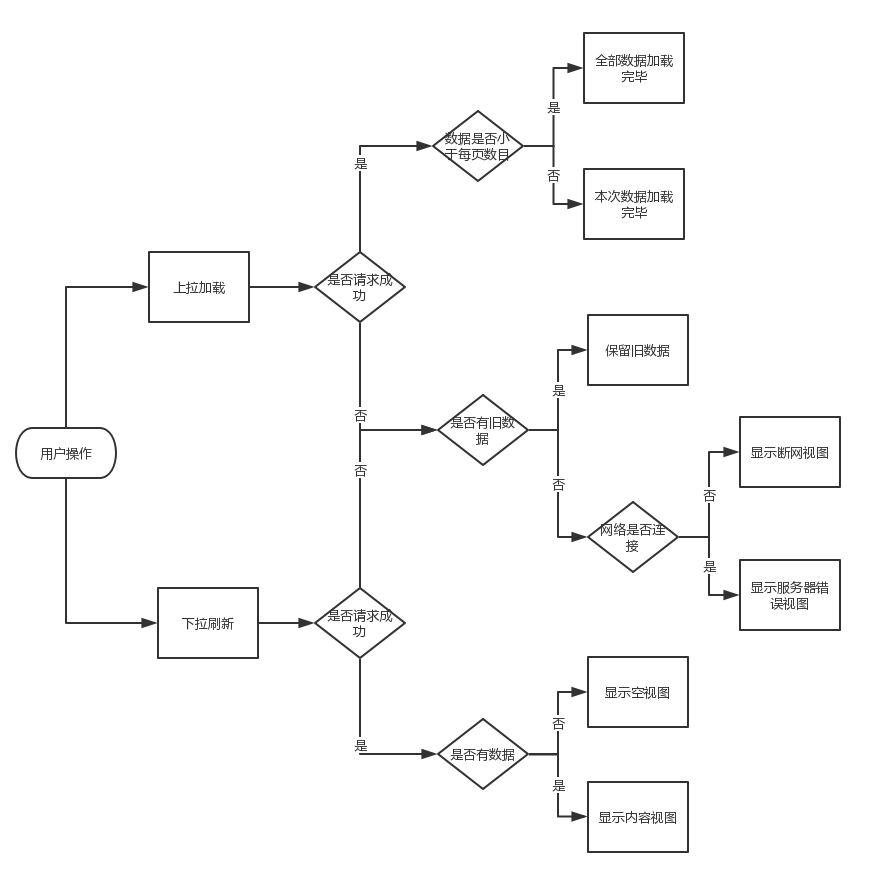 全部数据加载
完毕
是
数据是否小
于每页数目
是
否
本次数据加载
完毕
上拉加载
是否请求成
功
保留旧数据
是
否
是否有旧数
据
用户操作
显示断网视图
否
否
否
网络是否连
接
是
显示服务器错
误视图
下拉刷新
是否请求成
功
显示空视图
否
是
是否有数据
是
显示内容视图